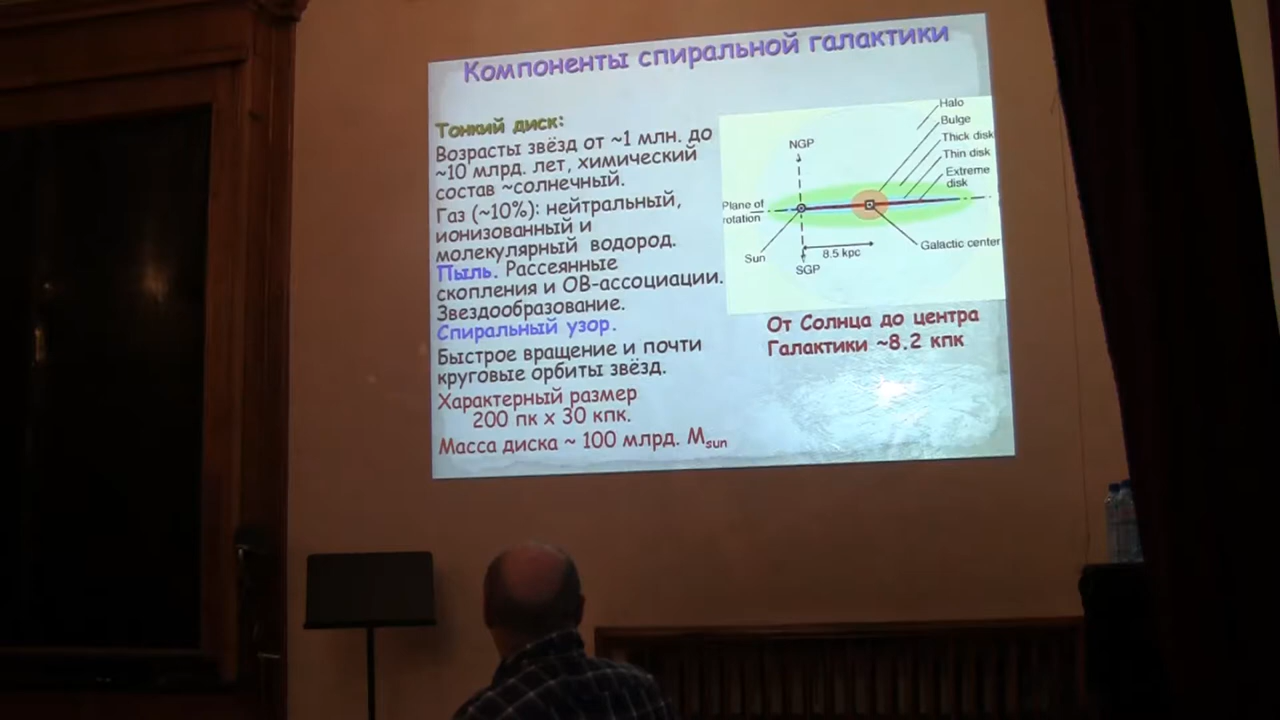 Компоненты спиральной галактики
Тонкий диск:
Возрасты звёзд от ~1 млн. до
~10 млрд. лет, химический
состав ~солнечный.
Газ (~10%): нейтральный,
ионизованный и
молекулярный водород.
Пыль. Рассеянные
скопления и ОВ-ассоциации.
Звездообразование.
Спиральный узор.
Быстрое вращение и почти
круговые орбиты звёзд.
Характерный размер
200 пк х 30 кпк.
Масса диска ~ 100 млрд. Msun
Halo
Bulge
Thick disk
Thin disk
Extreme
disk
NGP
Plane of
rotation
Sun
8.5 kpc
SGP
Galactic center
От Солнца до центра
Галактики ~8.2 кпк